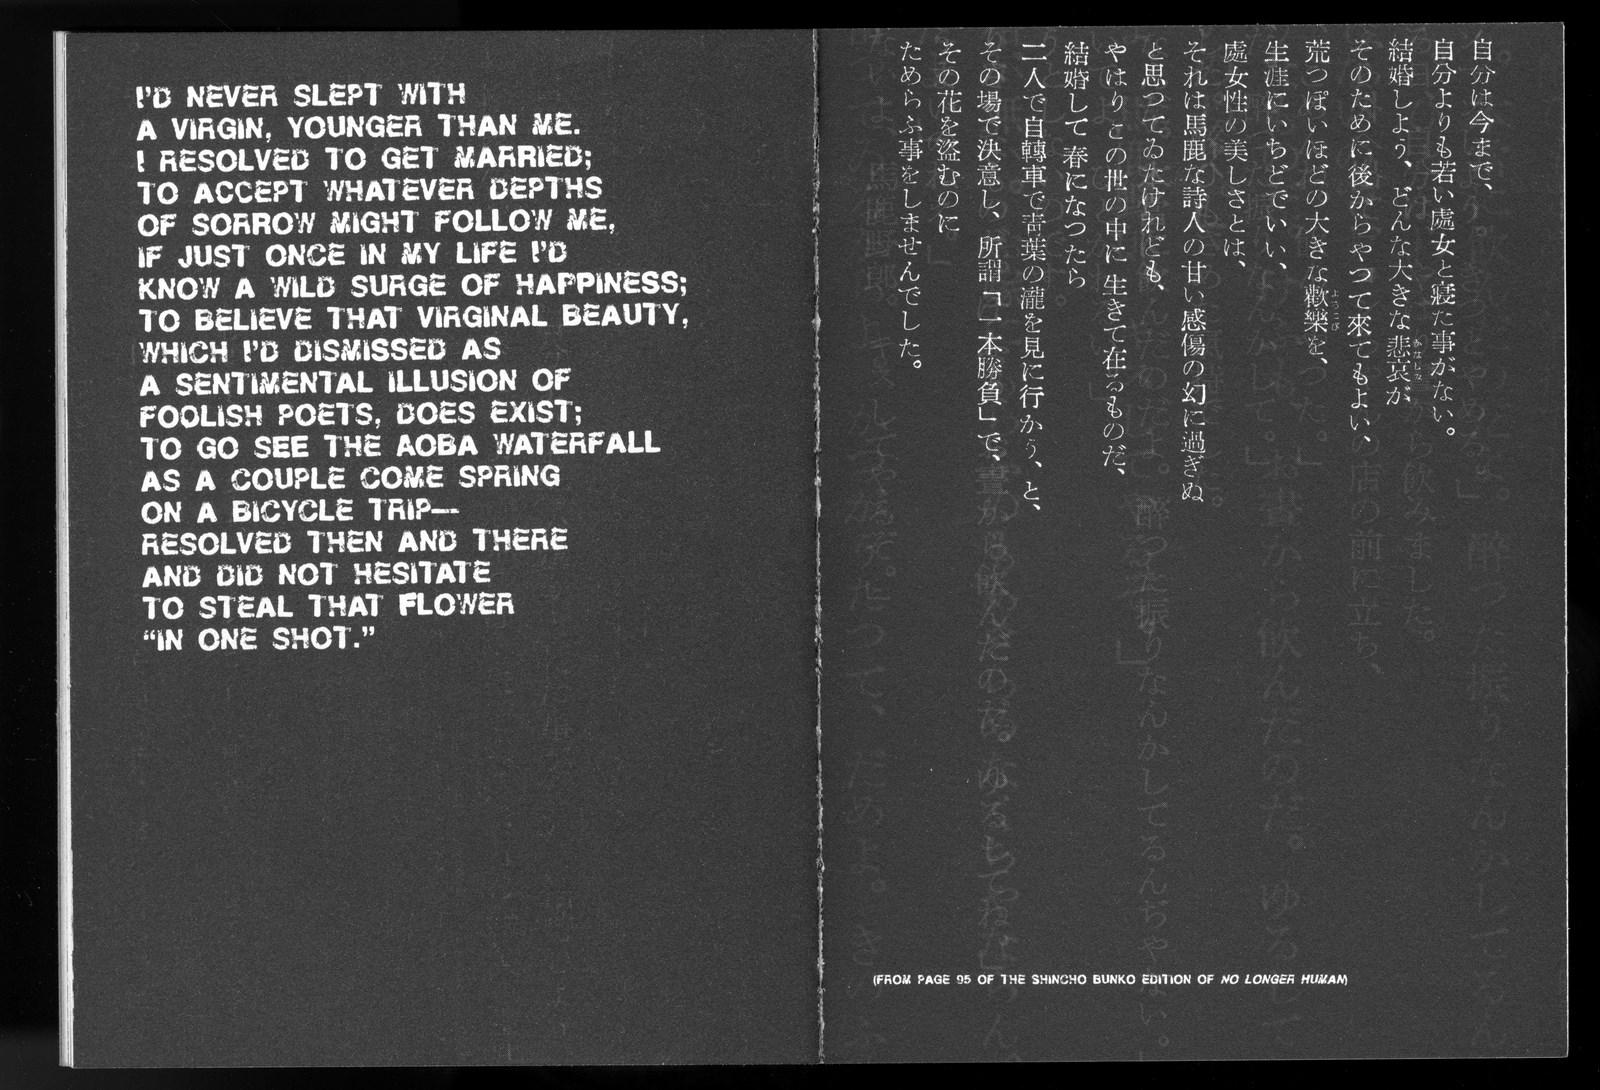 I'D NEVER SLEPT WITH
A VIRGIN, YOUNGER THAN ME.
I RESOLVED TO GET MARRIED;
TO ACCEPT WHATEVER DEPTHS
OF SORROW MIGHT FOLLOW ME,
IF JUST ONCE IN MY LIFE I'D
KNOW A WILD SURGE OF HAPPINESS;
TO BELIEVE THAT VIRGINAL BEAUTY,
WHICH I'D DISMISSED AS
A SENTIMENTAL ILLUSION OF
FOOLISH POETS, DOES EXIST;
TO GO SEE THE AOBA WATERFALL
AS A COUPLE COME SPRING
ON A BICYCLE TRIP—
RESOLVED THEN AND THERE
AND DID NOT HESITATE
TO STEAL THAT FLOWER
“IN ONE SHOT.”
自分は今まで、
自分よりも若い處女と寢た事がない。
結婚しよう、どんな大きな悲哀が
かなしみ
そのために後からやつて來てもよい、
荒つぽいほどの大きな歡樂を、
よろこび
生涯にいちどでいい、
處女性の美しさとは、
それは馬鹿な詩人の甘い感傷の幻に過ぎぬ
と思つてゐたけれども、
やはりこの世の中に 生きて在るものだ、
結婚して 春になつたら
二人で自轉車で靑葉の瀧を見に行かう、と、
その場で決意し、所謂「一本勝負」で、
その花を盜むのに
ためらふ事をしませんでした。
(FROM PAGE 95 OF THE SHINCHO BUNKO EDITION OF NO LONGER HUMAN)